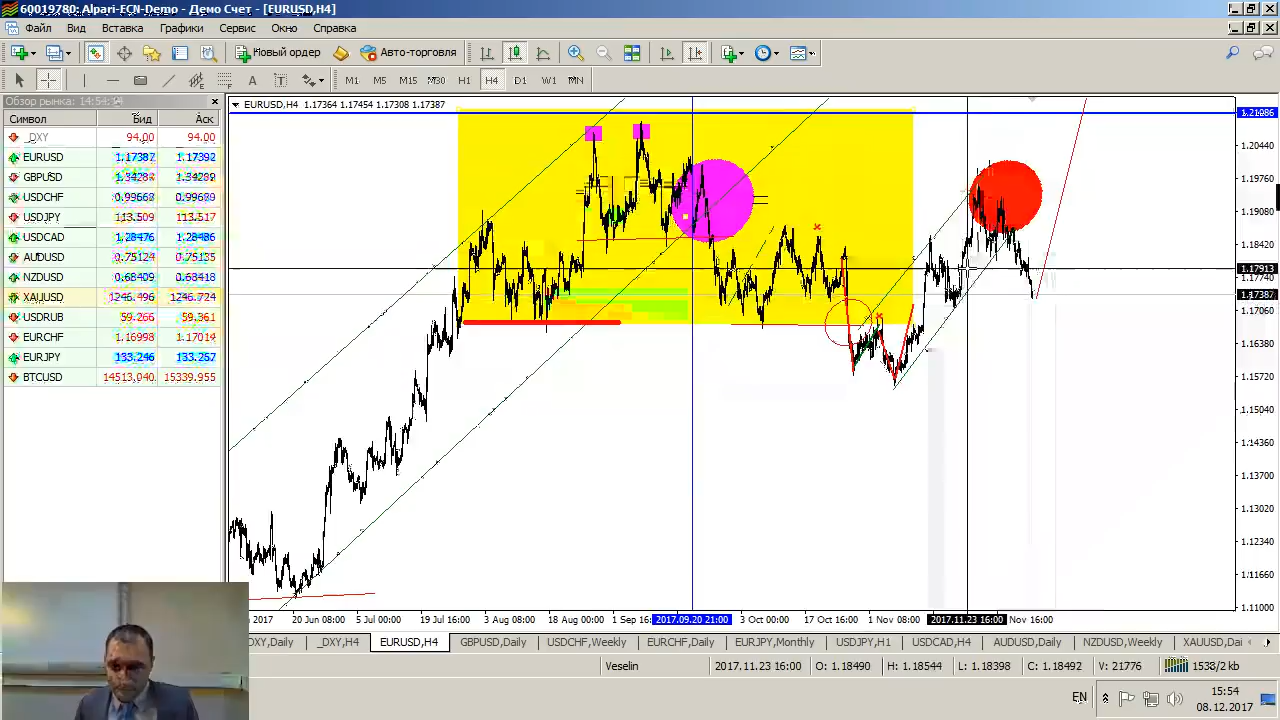 60019780: Alpari-ECN-Demo - Демо Счет - [EURUSD,H4]
Файл Вид Вставка Графики Сервис Окно Справка
Новый ордер Авто-торговля
A T M1 M5 M15 M30 H1 H4 D1 W1 MN
Обзор рынка: 14:54:34
Символ Бид Аск
_DXY 94.00 94.00
EURUSD 1.17387 1.17392
GBPUSD 1.34289
USDCHF 0.99669
USDJPY 113.509 113.517
USDCAD 1.28476 1.28486
AUDUSD 0.75124 0.75135
NZDUSD 0.68409
XAUUSD 1246.496 1246.724
USDRUB 59.266 59.361
EURCHF 1.16998 1.17014
EURJPY 133.246 133.257
BTCUSD 14513.040 15339.955
EURUSD,H4 1.17364 1.17454 1.17308 1.17387
1.21086
1.20440
1.19760
1.19080
1.18420
1.17913
1.17740
1.17387
1.17060
1.16380
1.15720
1.15040
1.14360
1.13700
1.13020
1.12340
1.11660
1.11000
2017 20 Jun 08:00 5 Jul 00:00 19 Jul 16:00 3 Aug 08:00 18 Aug 00:00 1 Sep 16: 2017.09.20 21:00 3 Oct 00:00 17 Oct 16:00 1 Nov 08:00 2017.11.23 16:00 Nov 16:00
DXY,Daily _DXY,H4 EURUSD,H4 GBPUSD,Daily USDCHF,Weekly EURCHF,Daily EURJPY,Monthly USDJPY,H1 USDCAD,H4 AUDUSD,Daily NZDUSD,Weekly XAUUSD,Dai
Veselin 2017.11.23 16:00 O: 1.18490 H: 1.18544 L: 1.18398 C: 1.18492 V: 21776 1538/2 kb
EN 15:54
08.12.2017